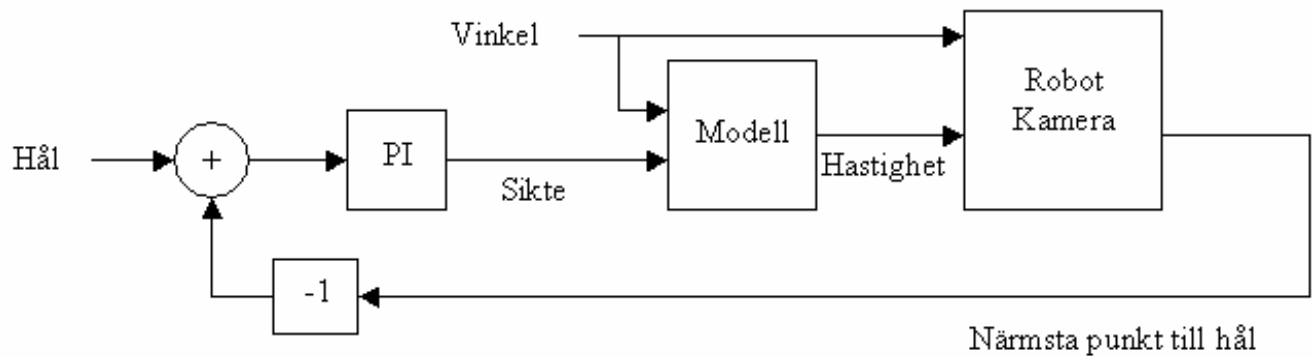 Vinkel
Robot
Kamera
Modell
Hål
+
PI
Hastighet
Sikte
-1
Närmsta punkt till hål